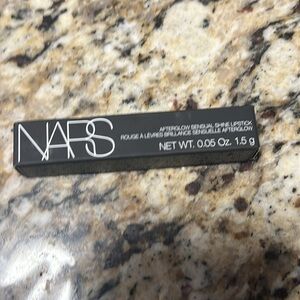 NARS
AFTERGLOW SENSUAL SHINE LIPSTICK
ROUGE À LÈVRES BRILLANCE SENSUELLE AFTERGLOW
NET WT. 0.05 Oz. 1.5 g